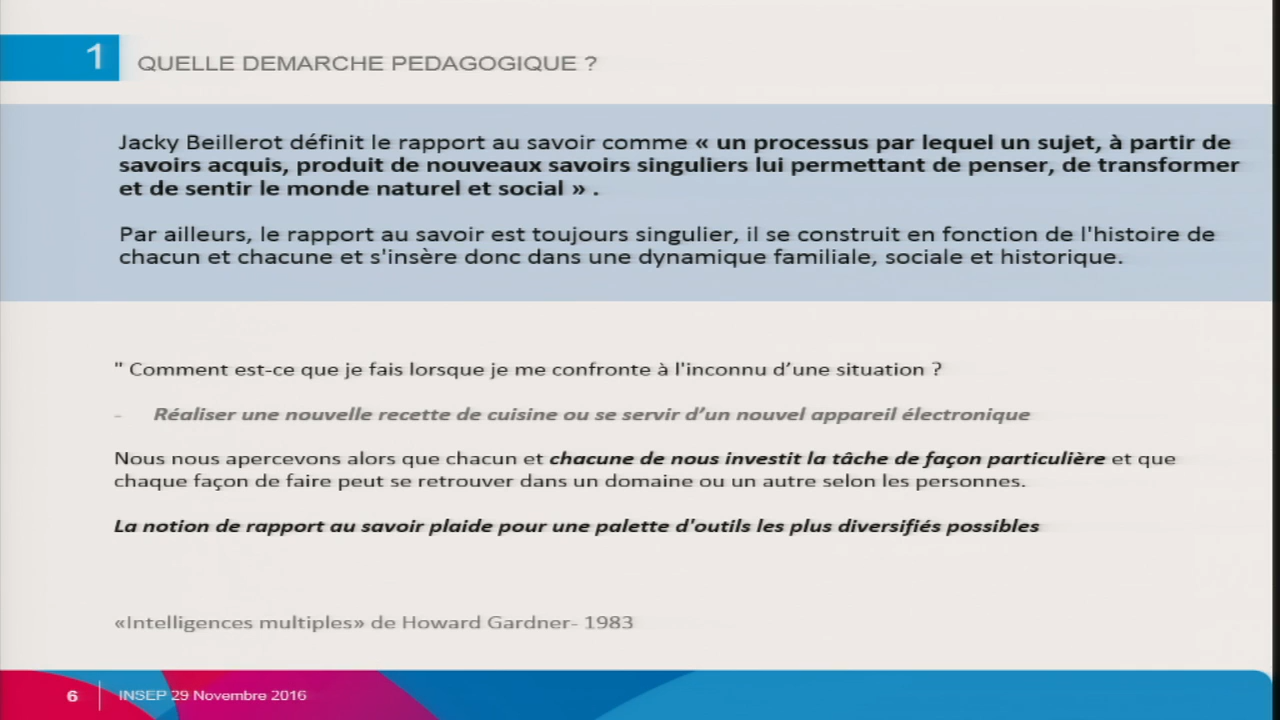 1 QUELLE DEMARCHE PEDAGOGIQUE ?
Jacky Beillerot définit le rapport au savoir comme « un processus par lequel un sujet, à partir de
savoirs acquis, produit de nouveaux savoirs singuliers lui permettant de penser, de transformer
et de sentir le monde naturel et social » .
Par ailleurs, le rapport au savoir est toujours singulier, il se construit en fonction de l'histoire de
chacun et chacune et s'insère donc dans une dynamique familiale, sociale et historique.
" Comment est-ce que je fais lorsque je me confronte à l'inconnu d’une situation ?
- Réaliser une nouvelle recette de cuisine ou se servir d’un nouvel appareil électronique
Nous nous apercevons alors que chacun et chacune de nous investit la tâche de façon particulière et que
chaque façon de faire peut se retrouver dans un domaine ou un autre selon les personnes.
La notion de rapport au savoir plaide pour une palette d'outils les plus diversifiés possibles
«Intelligences multiples» de Howard Gardner- 1983
6 INSEP 29 Novembre 2016